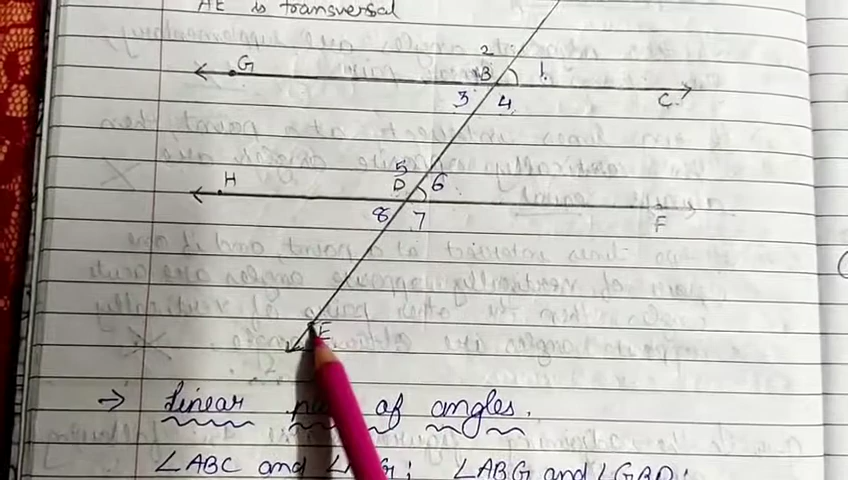 AE is transversal
2
G B 1
3 4 C
5
H D 6
8 7 F
E
→ Linear of angles.
∠ABC and ; ∠ABG and ∠GBD;